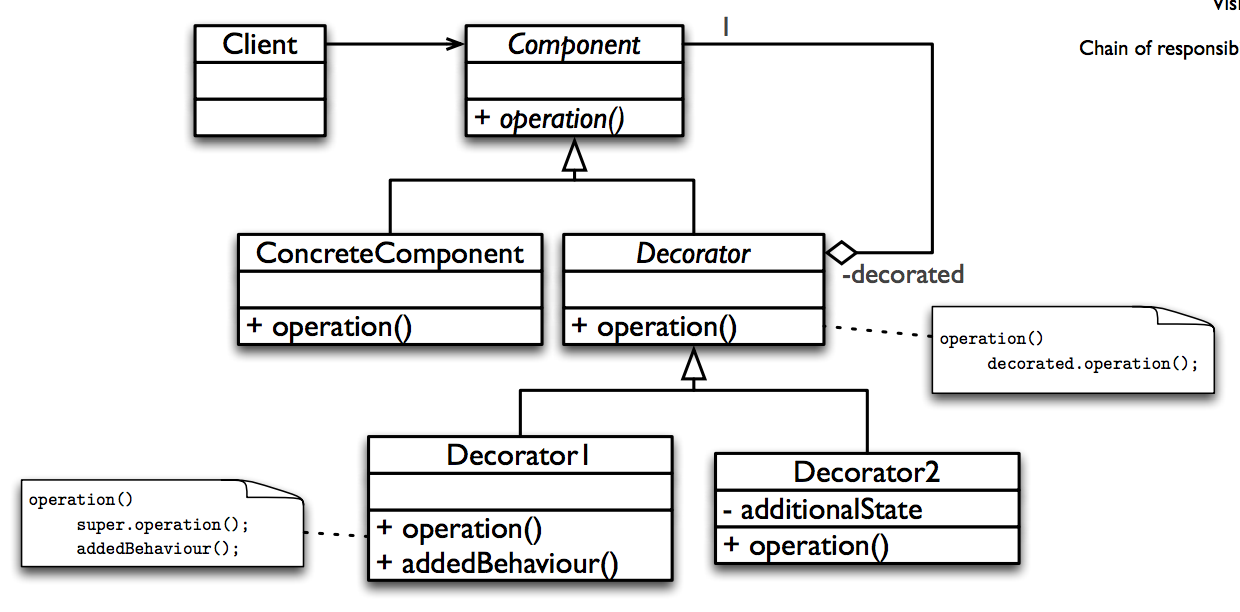 Visi
Chain of responsib
Client
Component
1
+ operation()
ConcreteComponent
+ operation()
Decorator
+ operation()
-decorated
operation()
decorated.operation();
Decorator1
+ operation()
+ addedBehaviour()
Decorator2
- additionalState
+ operation()
operation()
super.operation();
addedBehaviour();